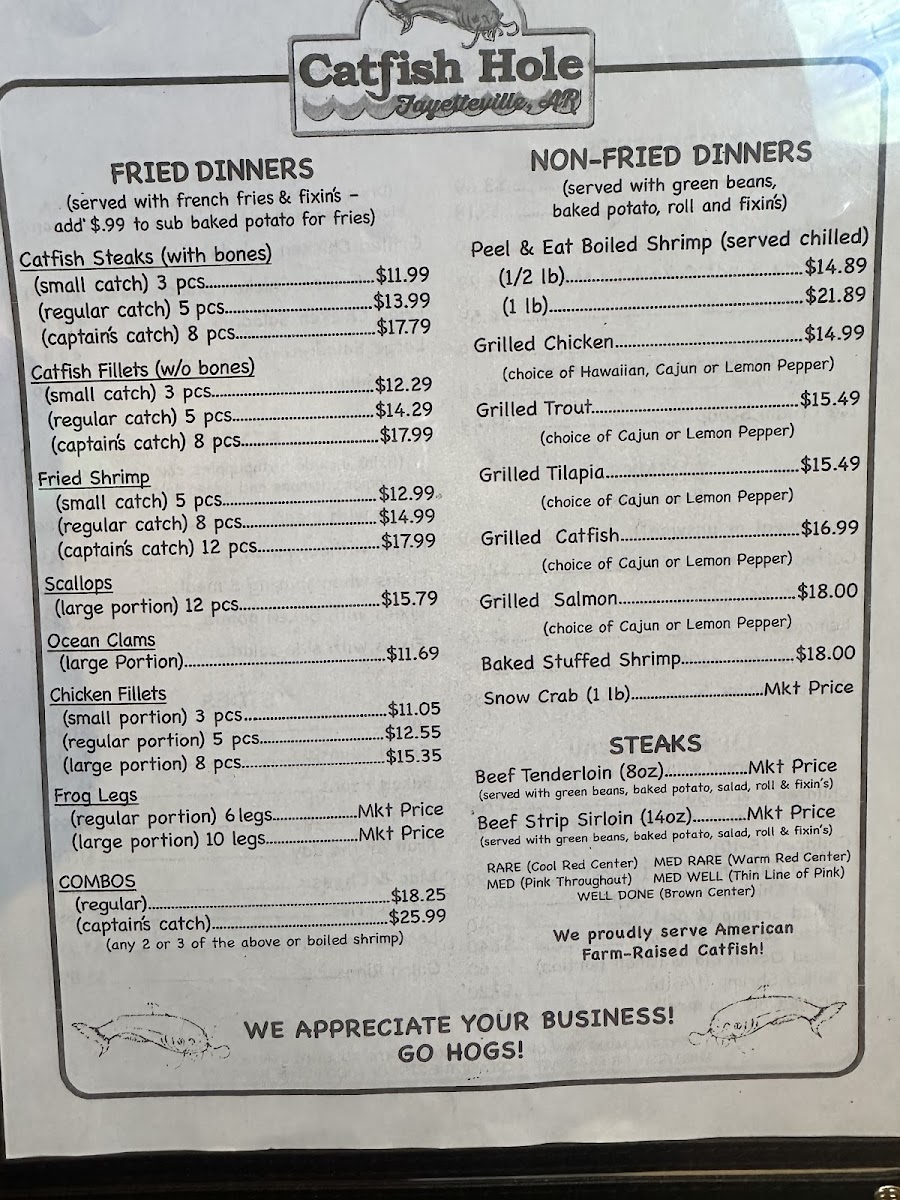 Catfish Hole
Fayetteville, AR
FRIED DINNERS
(served with french fries & fixin's –
add $.99 to sub baked potato for fries)
Catfish Steaks (with bones)
(small catch) 3 pcs..............................$11.99
(regular catch) 5 pcs..........................$13.99
(captain's catch) 8 pcs.........................$17.79
Catfish Fillets (w/o bones)
(small catch) 3 pcs..............................$12.29
(regular catch) 5 pcs..........................$14.29
(captain's catch) 8 pcs.........................$17.99
Fried Shrimp
(small catch) 5 pcs..............................$12.99
(regular catch) 8 pcs..........................$14.99
(captain's catch) 12 pcs.......................$17.99
Scallops
(large portion) 12 pcs..........................$15.79
Ocean Clams
(large Portion)....................................$11.69
Chicken Fillets
(small portion) 3 pcs...........................$11.05
(regular portion) 5 pcs........................$12.55
(large portion) 8 pcs...........................$15.35
Frog Legs
(regular portion) 6 legs.................Mkt Price
(large portion) 10 legs...................Mkt Price
COMBOS
(regular)............................................$18.25
(captain's catch)................................$25.99
(any 2 or 3 of the above or boiled shrimp)
NON-FRIED DINNERS
(served with green beans,
baked potato, roll and fixin's)
Peel & Eat Boiled Shrimp (served chilled)
(1/2 lb)...........................................$14.89
(1 lb)..............................................$21.89
Grilled Chicken.................................$14.99
(choice of Hawaiian, Cajun or Lemon Pepper)
Grilled Trout.....................................$15.49
(choice of Cajun or Lemon Pepper)
Grilled Tilapia...................................$15.49
(choice of Cajun or Lemon Pepper)
Grilled Catfish................................$16.99
(choice of Cajun or Lemon Pepper)
Grilled Salmon................................$18.00
(choice of Cajun or Lemon Pepper)
Baked Stuffed Shrimp....................$18.00
Snow Crab (1 lb)........................Mkt Price
STEAKS
Beef Tenderloin (8oz)...............Mkt Price
(served with green beans, baked potato, salad, roll & fixin's)
Beef Strip Sirloin (14oz)..........Mkt Price
(served with green beans, baked potato, salad, roll & fixin's)
RARE (Cool Red Center) MED RARE (Warm Red Center)
MED (Pink Throughout) MED WELL (Thin Line of Pink)
WELL DONE (Brown Center)
We proudly serve American
Farm-Raised Catfish!
WE APPRECIATE YOUR BUSINESS!
GO HOGS!